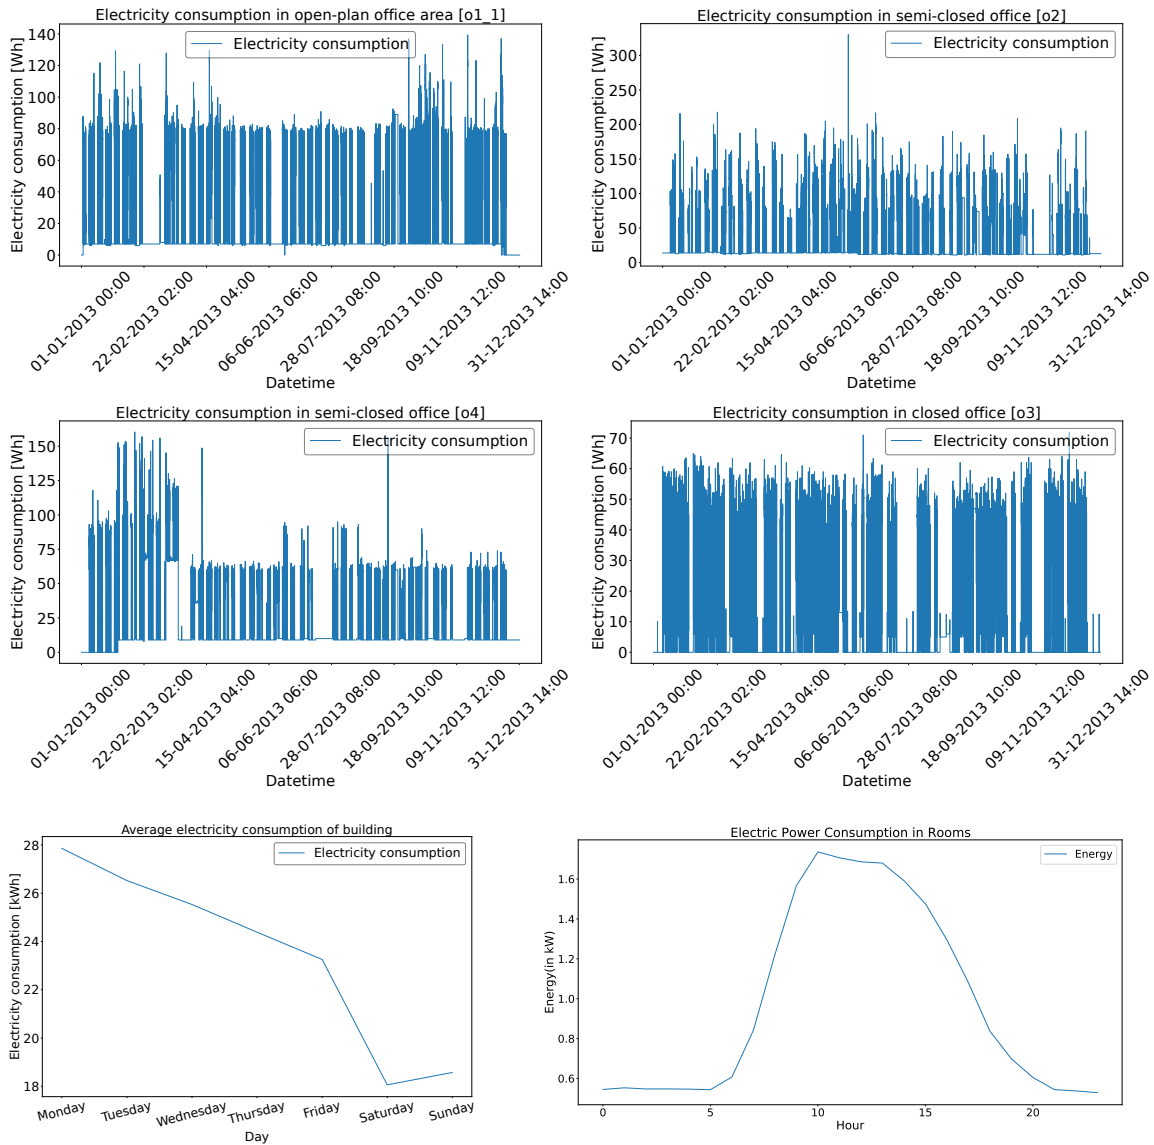 Electricity consumption in open-plan office area [o1_1]
Electricity consumption [Wh]
140
120
100
80
60
40
20
0
Electricity consumption
01-01-2013 00:00
22-02-2013 02:00
15-04-2013 04:00
06-06-2013 06:00
28-07-2013 08:00
18-09-2013 10:00
09-11-2013 12:00
31-12-2013 14:00
Datetime
Electricity consumption in semi-closed office [o2]
Electricity consumption [Wh]
300
250
200
150
100
50
0
Electricity consumption
01-01-2013 00:00
22-02-2013 02:00
15-04-2013 04:00
06-06-2013 06:00
28-07-2013 08:00
18-09-2013 10:00
09-11-2013 12:00
31-12-2013 14:00
Datetime
Electricity consumption in semi-closed office [o4]
Electricity consumption [Wh]
150
125
100
75
50
25
0
Electricity consumption
01-01-2013 00:00
22-02-2013 02:00
15-04-2013 04:00
06-06-2013 06:00
28-07-2013 08:00
18-09-2013 10:00
09-11-2013 12:00
31-12-2013 14:00
Datetime
Electricity consumption in closed office [o3]
Electricity consumption [Wh]
70
60
50
40
30
20
10
0
Electricity consumption
01-01-2013 00:00
22-02-2013 02:00
15-04-2013 04:00
06-06-2013 06:00
28-07-2013 08:00
18-09-2013 10:00
09-11-2013 12:00
31-12-2013 14:00
Datetime
Average electricity consumption of building
Electricity consumption [kWh]
28
26
24
22
20
18
Electricity consumption
Monday
Tuesday
Wednesday
Thursday
Friday
Saturday
Sunday
Day
Electric Power Consumption in Rooms
Energy(in kW)
1.6
1.4
1.2
1.0
0.8
0.6
Energy
0
5
10
15
20
Hour